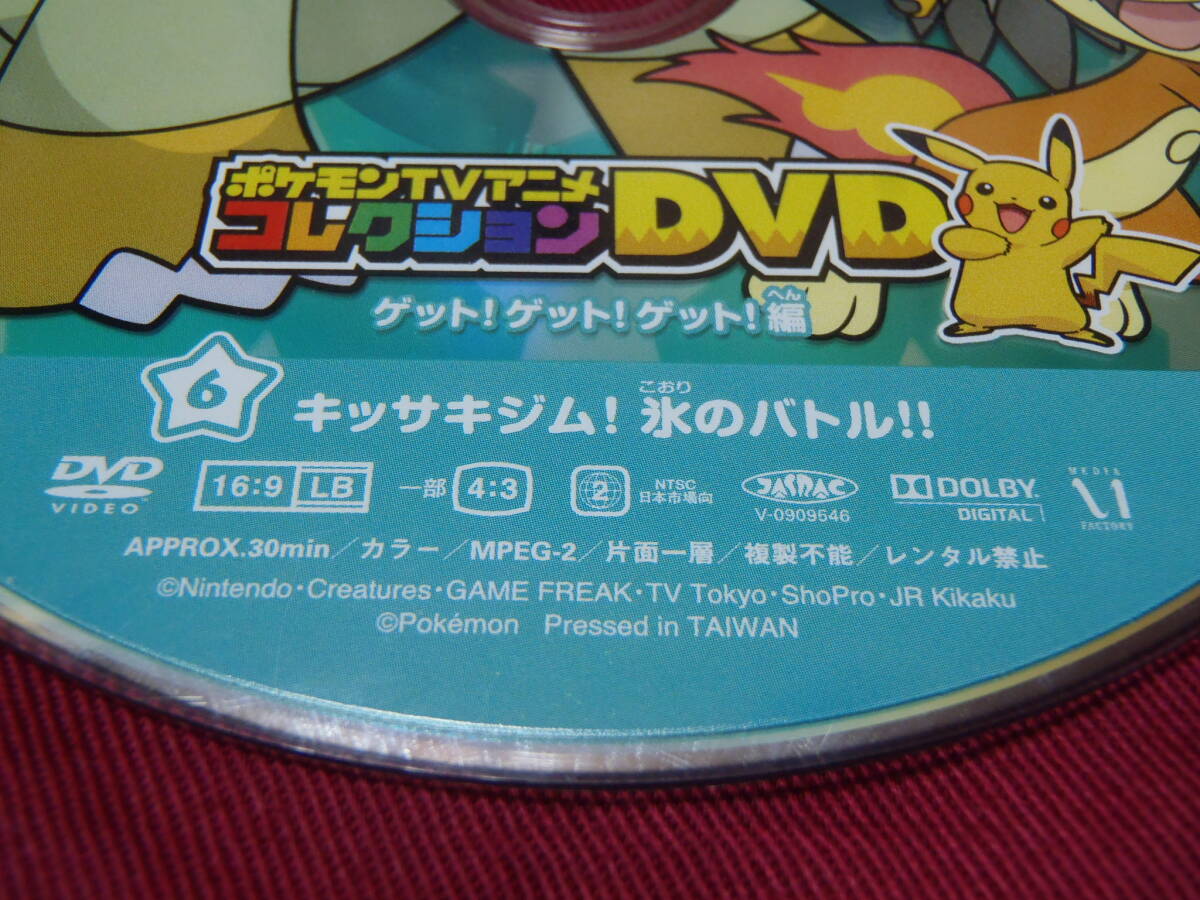 ポケモンTVアニメ
コレクション DVD
ゲット!ゲット!ゲット!編
へん
6 キッサキジム! 氷のバトル!!
こおり
DVD VIDEO 16:9 LB 一部 4:3 2 NTSC 日本市場向 JASRAC V-0909546 DOLBY DIGITAL MEDIA FACTORY
APPROX.30min/カラー/MPEG-2/片面一層/複製不能/レンタル禁止
©Nintendo・Creatures・GAME FREAK・TV Tokyo・ShoPro・JR Kikaku
©Pokémon Pressed in TAIWAN